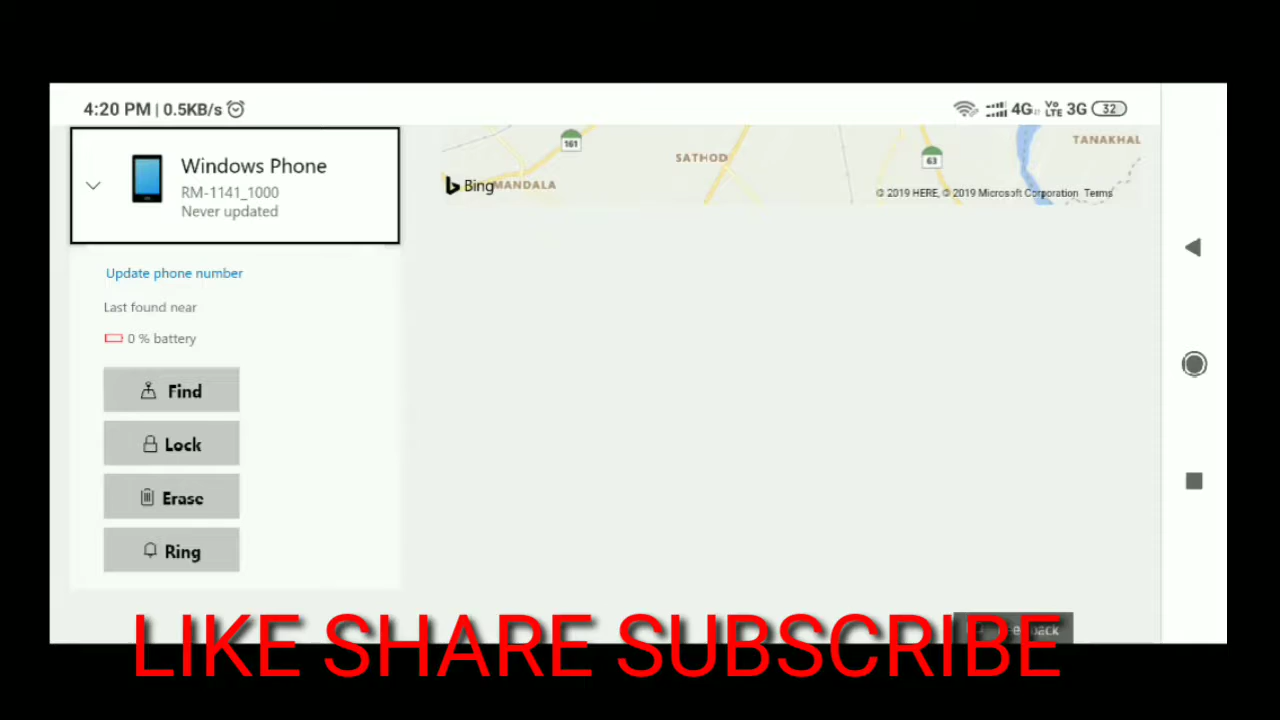 4:20 PM | 0.5KB/s
4G Vo LTE 3G 32
Windows Phone
RM-1141_1000
Never updated
Update phone number
Last found near
0 % battery
Find
Lock
Erase
Ring
161
SATHOD
63
TANAKHAL
Bing
MANDALA
© 2019 HERE, © 2019 Microsoft Corporation Terms
Feedback
LIKE SHARE SUBSCRIBE